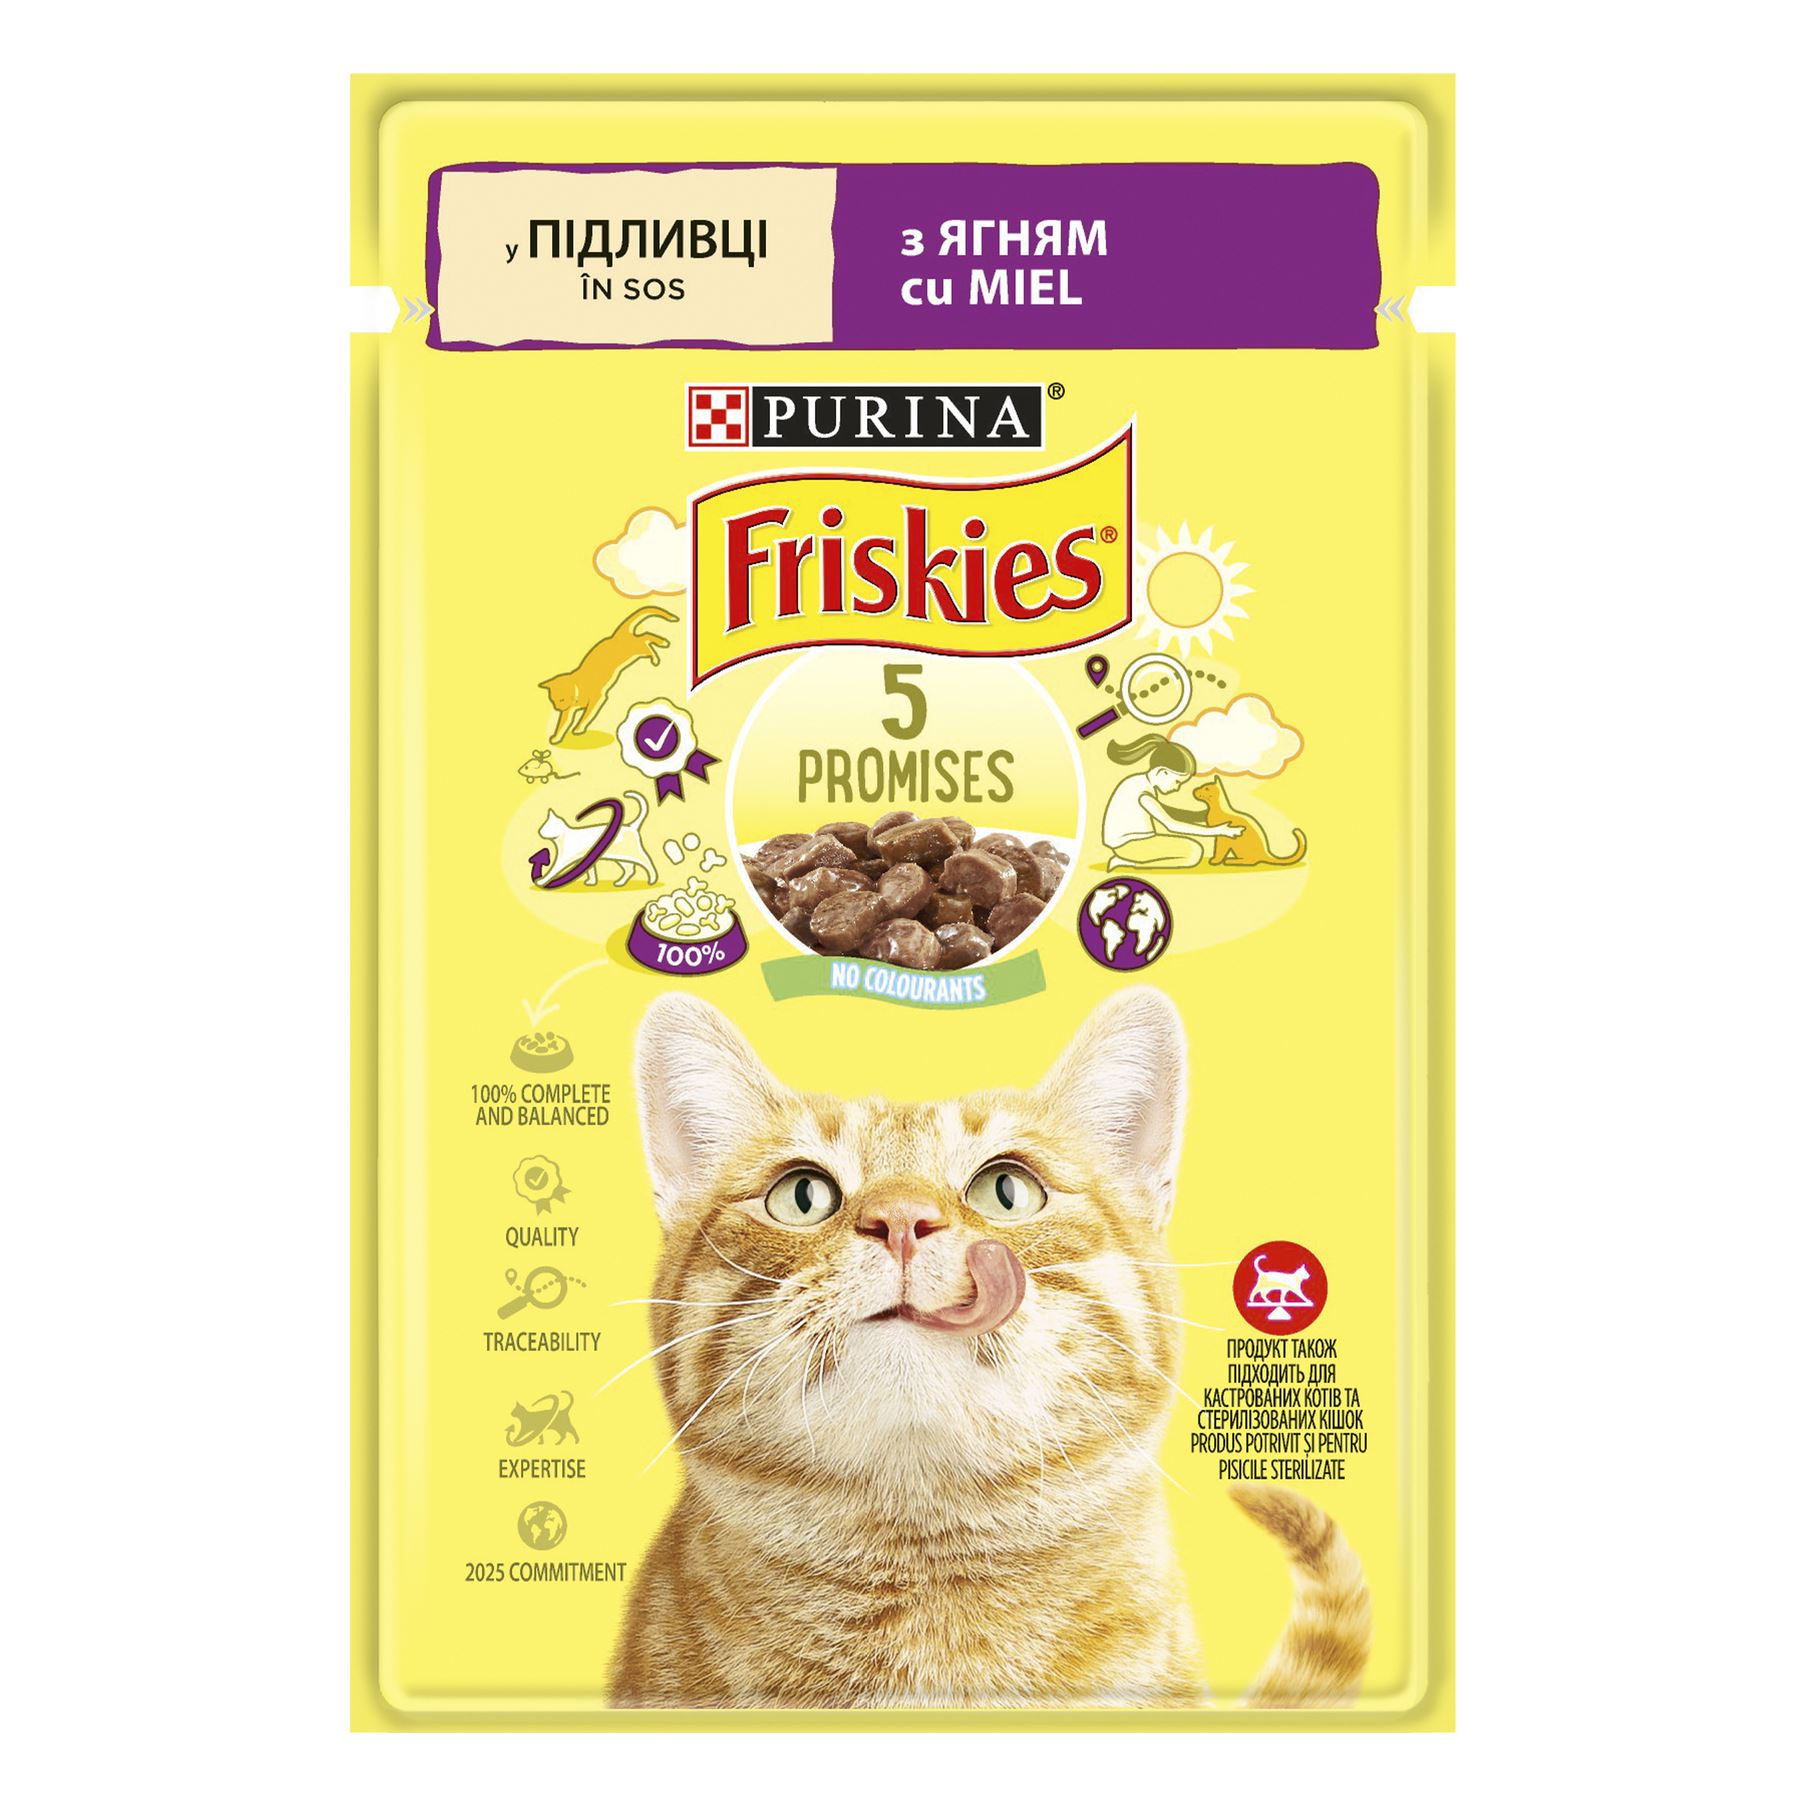 у ПІДЛИВЦІ
ÎN SOS
з ЯГНЯМ
cu MIEL
PURINA®
Friskies®
5
PROMISES
100%
NO COLOURANTS
100% COMPLETE
AND BALANCED
QUALITY
TRACEABILITY
EXPERTISE
2025 COMMITMENT
ПРОДУКТ ТАКОЖ
ПІДХОДИТЬ ДЛЯ
КАСТРОВАНИХ КОТІВ ТА
СТЕРИЛІЗОВАНИХ КІШОК
PRODUS POTRIVIT ȘI PENTRU
PISICILE STERILIZATE